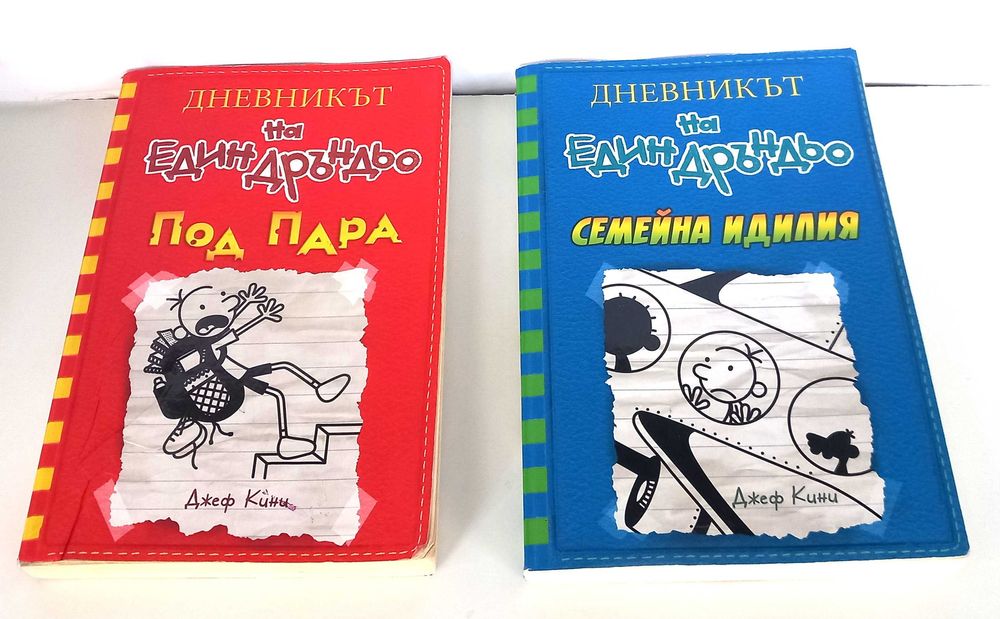 ДНЕВНИКЪТ
на
ЕДИН ДРЪНДЬО
ПОД ПАРА
Джеф Кини
ДНЕВНИКЪТ
на
ЕДИН ДРЪНДЬО
СЕМЕЙНА ИДИЛИЯ
Джеф Кини